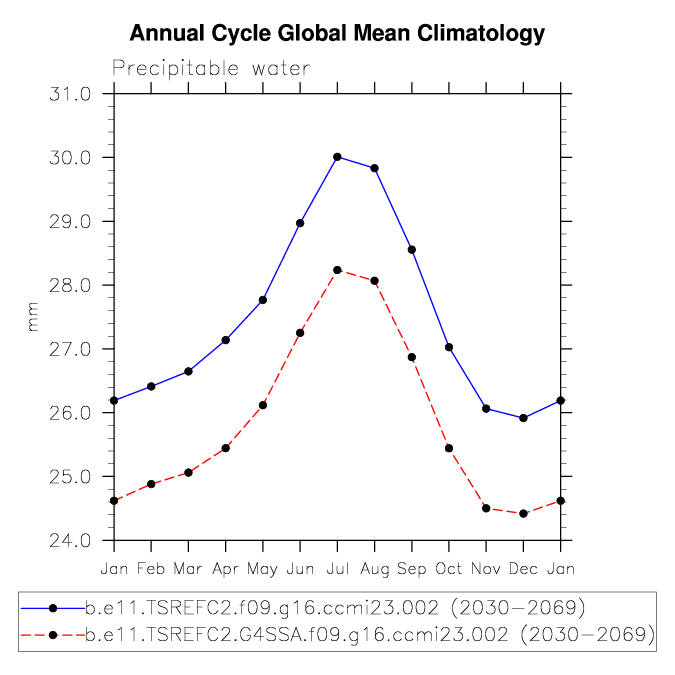 Annual Cycle Global Mean Climatology
Precipitable water
31.0
30.0
29.0
28.0
27.0
26.0
25.0
24.0
mm
Jan Feb Mar Apr May Jun Jul Aug Sep Oct Nov Dec Jan
b.e11.TSREFC2.f09.g16.ccmi23.002 (2030-2069)
b.e11.TSREFC2.G4SSA.f09.g16.ccmi23.002 (2030-2069)